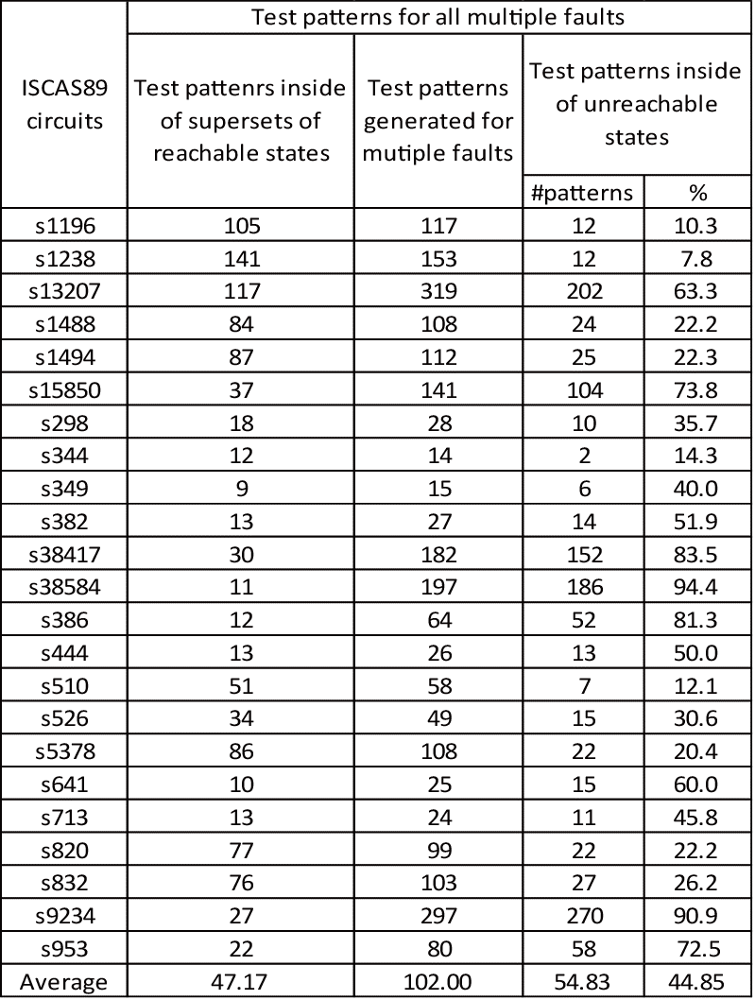 Test patterns for all multiple faults
ISCAS89
circuits
Test pattenrs inside
of supersets of
reachable states
Test patterns
generated for
mutiple faults
Test patterns inside
of unreachable
states
#patterns %
s1196 105 117 12 10.3
s1238 141 153 12 7.8
s13207 117 319 202 63.3
s1488 84 108 24 22.2
s1494 87 112 25 22.3
s15850 37 141 104 73.8
s298 18 28 10 35.7
s344 12 14 2 14.3
s349 9 15 6 40.0
s382 13 27 14 51.9
s38417 30 182 152 83.5
s38584 11 197 186 94.4
s386 12 64 52 81.3
s444 13 26 13 50.0
s510 51 58 7 12.1
s526 34 49 15 30.6
s5378 86 108 22 20.4
s641 10 25 15 60.0
s713 13 24 11 45.8
s820 77 99 22 22.2
s832 76 103 27 26.2
s9234 27 297 270 90.9
s953 22 80 58 72.5
Average 47.17 102.00 54.83 44.85